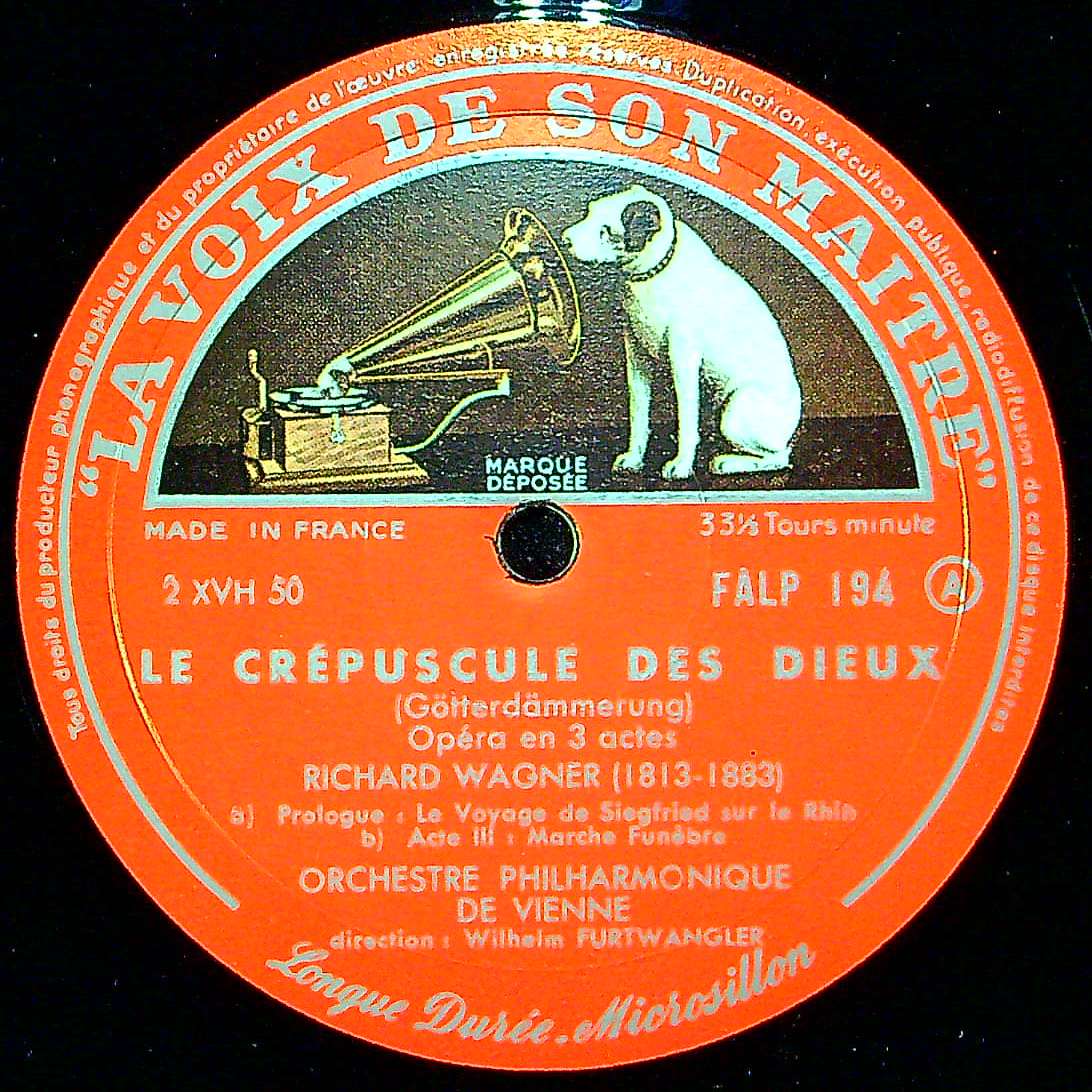 Tous droits du producteur phonographique et du propriétaire de l'œuvre enregistrée réservés Duplication, exécution publique, radiodiffusion de ce disque interdites
“LA VOIX DE SON MAITRE”
MARQUE
DÉPOSÉE
MADE IN FRANCE
33⅓ Tours minute
2 XVH 50
FALP 194 A
LE CRÉPUSCULE DES DIEUX
(Götterdämmerung)
Opéra en 3 actes
RICHARD WAGNER (1813-1883)
a) Prologue : Le Voyage de Siegfried sur le Rhin
b) Acte III : Marche Funèbre
ORCHESTRE PHILHARMONIQUE
DE VIENNE
direction : Wilhelm FURTWANGLER
Longue Durée - Microsillon